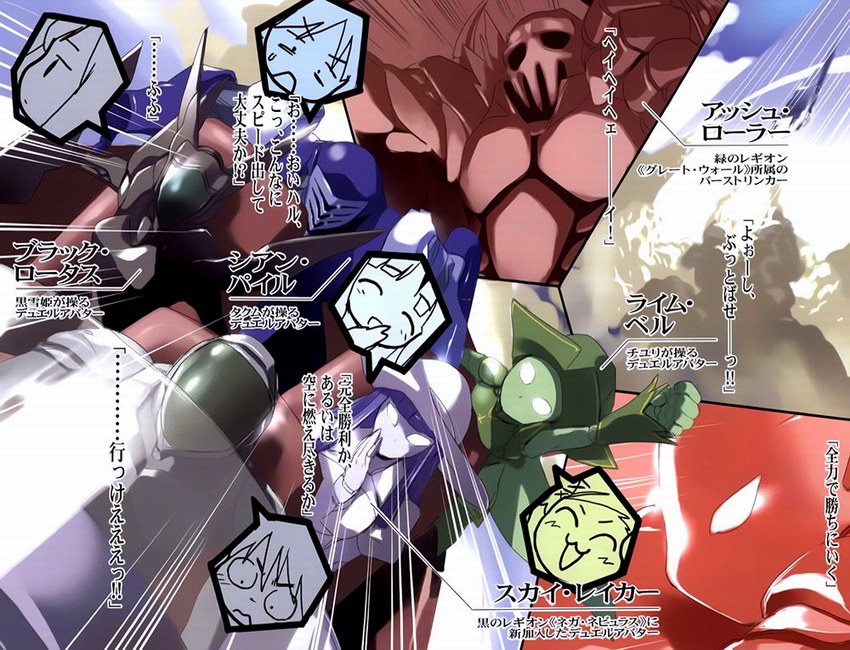 「ヘイヘイヘェ――――イ！」
アッシュ・
ローラー
緑のレギオン
《グレート・ウォール》所属の
バーストリンカー
「よぉーし、
ぶっとばせ――っ!!」
ライム・
ベル
チユリが操る
デュエルアバター
「全力で勝ちにいく」
「お……おいハル、
こっ、こんなに
スピード出して
大丈夫か!?」
シアン・
パイル
タクムが操る
デュエルアバター
「……ふふ」
ブラック・
ロータス
黒雪姫が操る
デュエルアバター
「完全勝利か、
あるいは
空に燃え尽きるか」
スカイ・レイカー
黒のレギオン《ネガ・ネビュラス》に
新加入したデュエルアバター
「…………行っけえええっ!!」